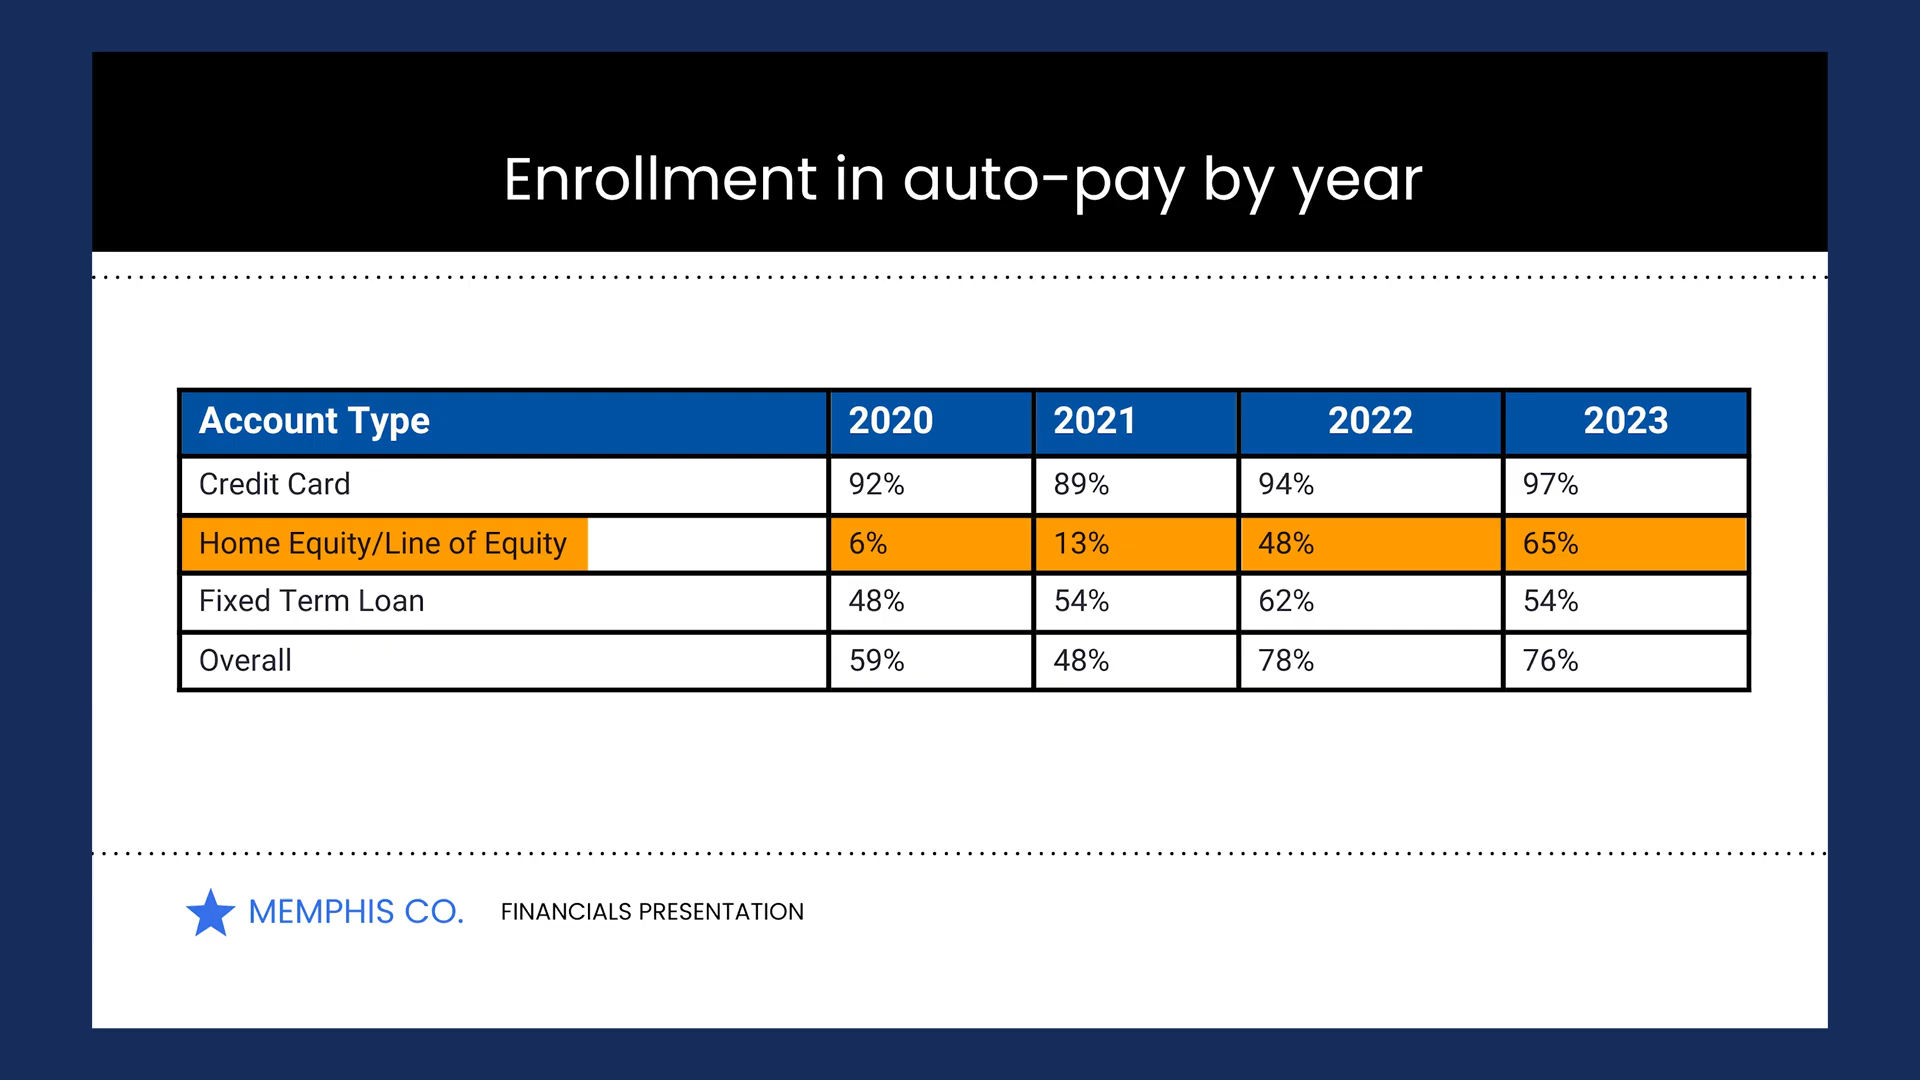 Enrollment in auto-pay by year
Account Type 2020 2021 2022 2023
Credit Card 92% 89% 94% 97%
Home Equity/Line of Equity 6% 13% 48% 65%
Fixed Term Loan 48% 54% 62% 54%
Overall 59% 48% 78% 76%
MEMPHIS CO. FINANCIALS PRESENTATION